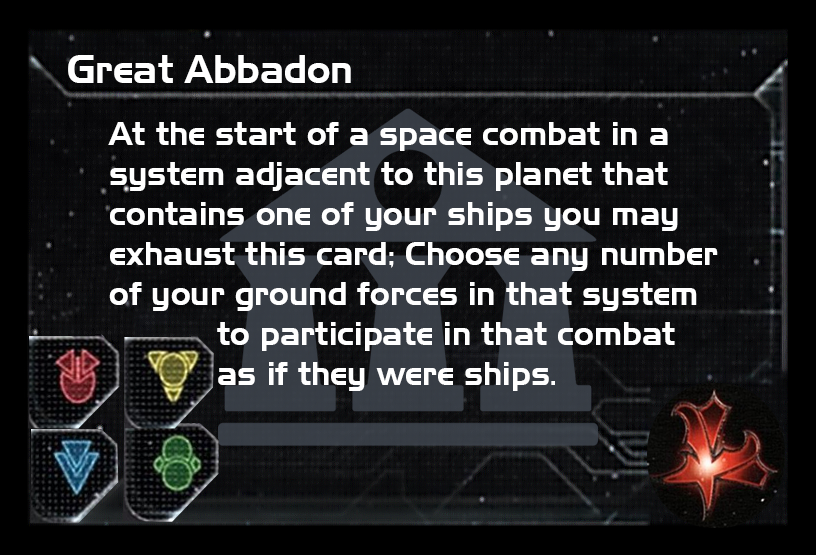 Great Abbadon
At the start of a space combat in a
system adjacent to this planet that
contains one of your ships you may
exhaust this card; Choose any number
of your ground forces in that system
to participate in that combat
as if they were ships.